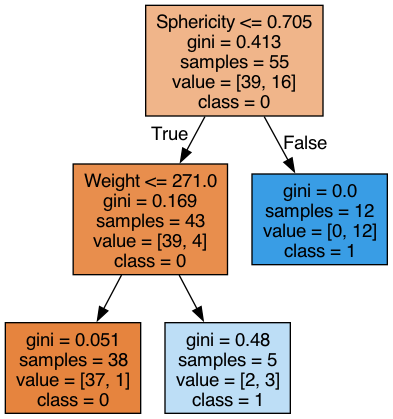 Sphericity <= 0.705
gini = 0.413
samples = 55
value = [39, 16]
class = 0
True
False
Weight <= 271.0
gini = 0.169
samples = 43
value = [39, 4]
class = 0
gini = 0.0
samples = 12
value = [0, 12]
class = 1
gini = 0.051
samples = 38
value = [37, 1]
class = 0
gini = 0.48
samples = 5
value = [2, 3]
class = 1